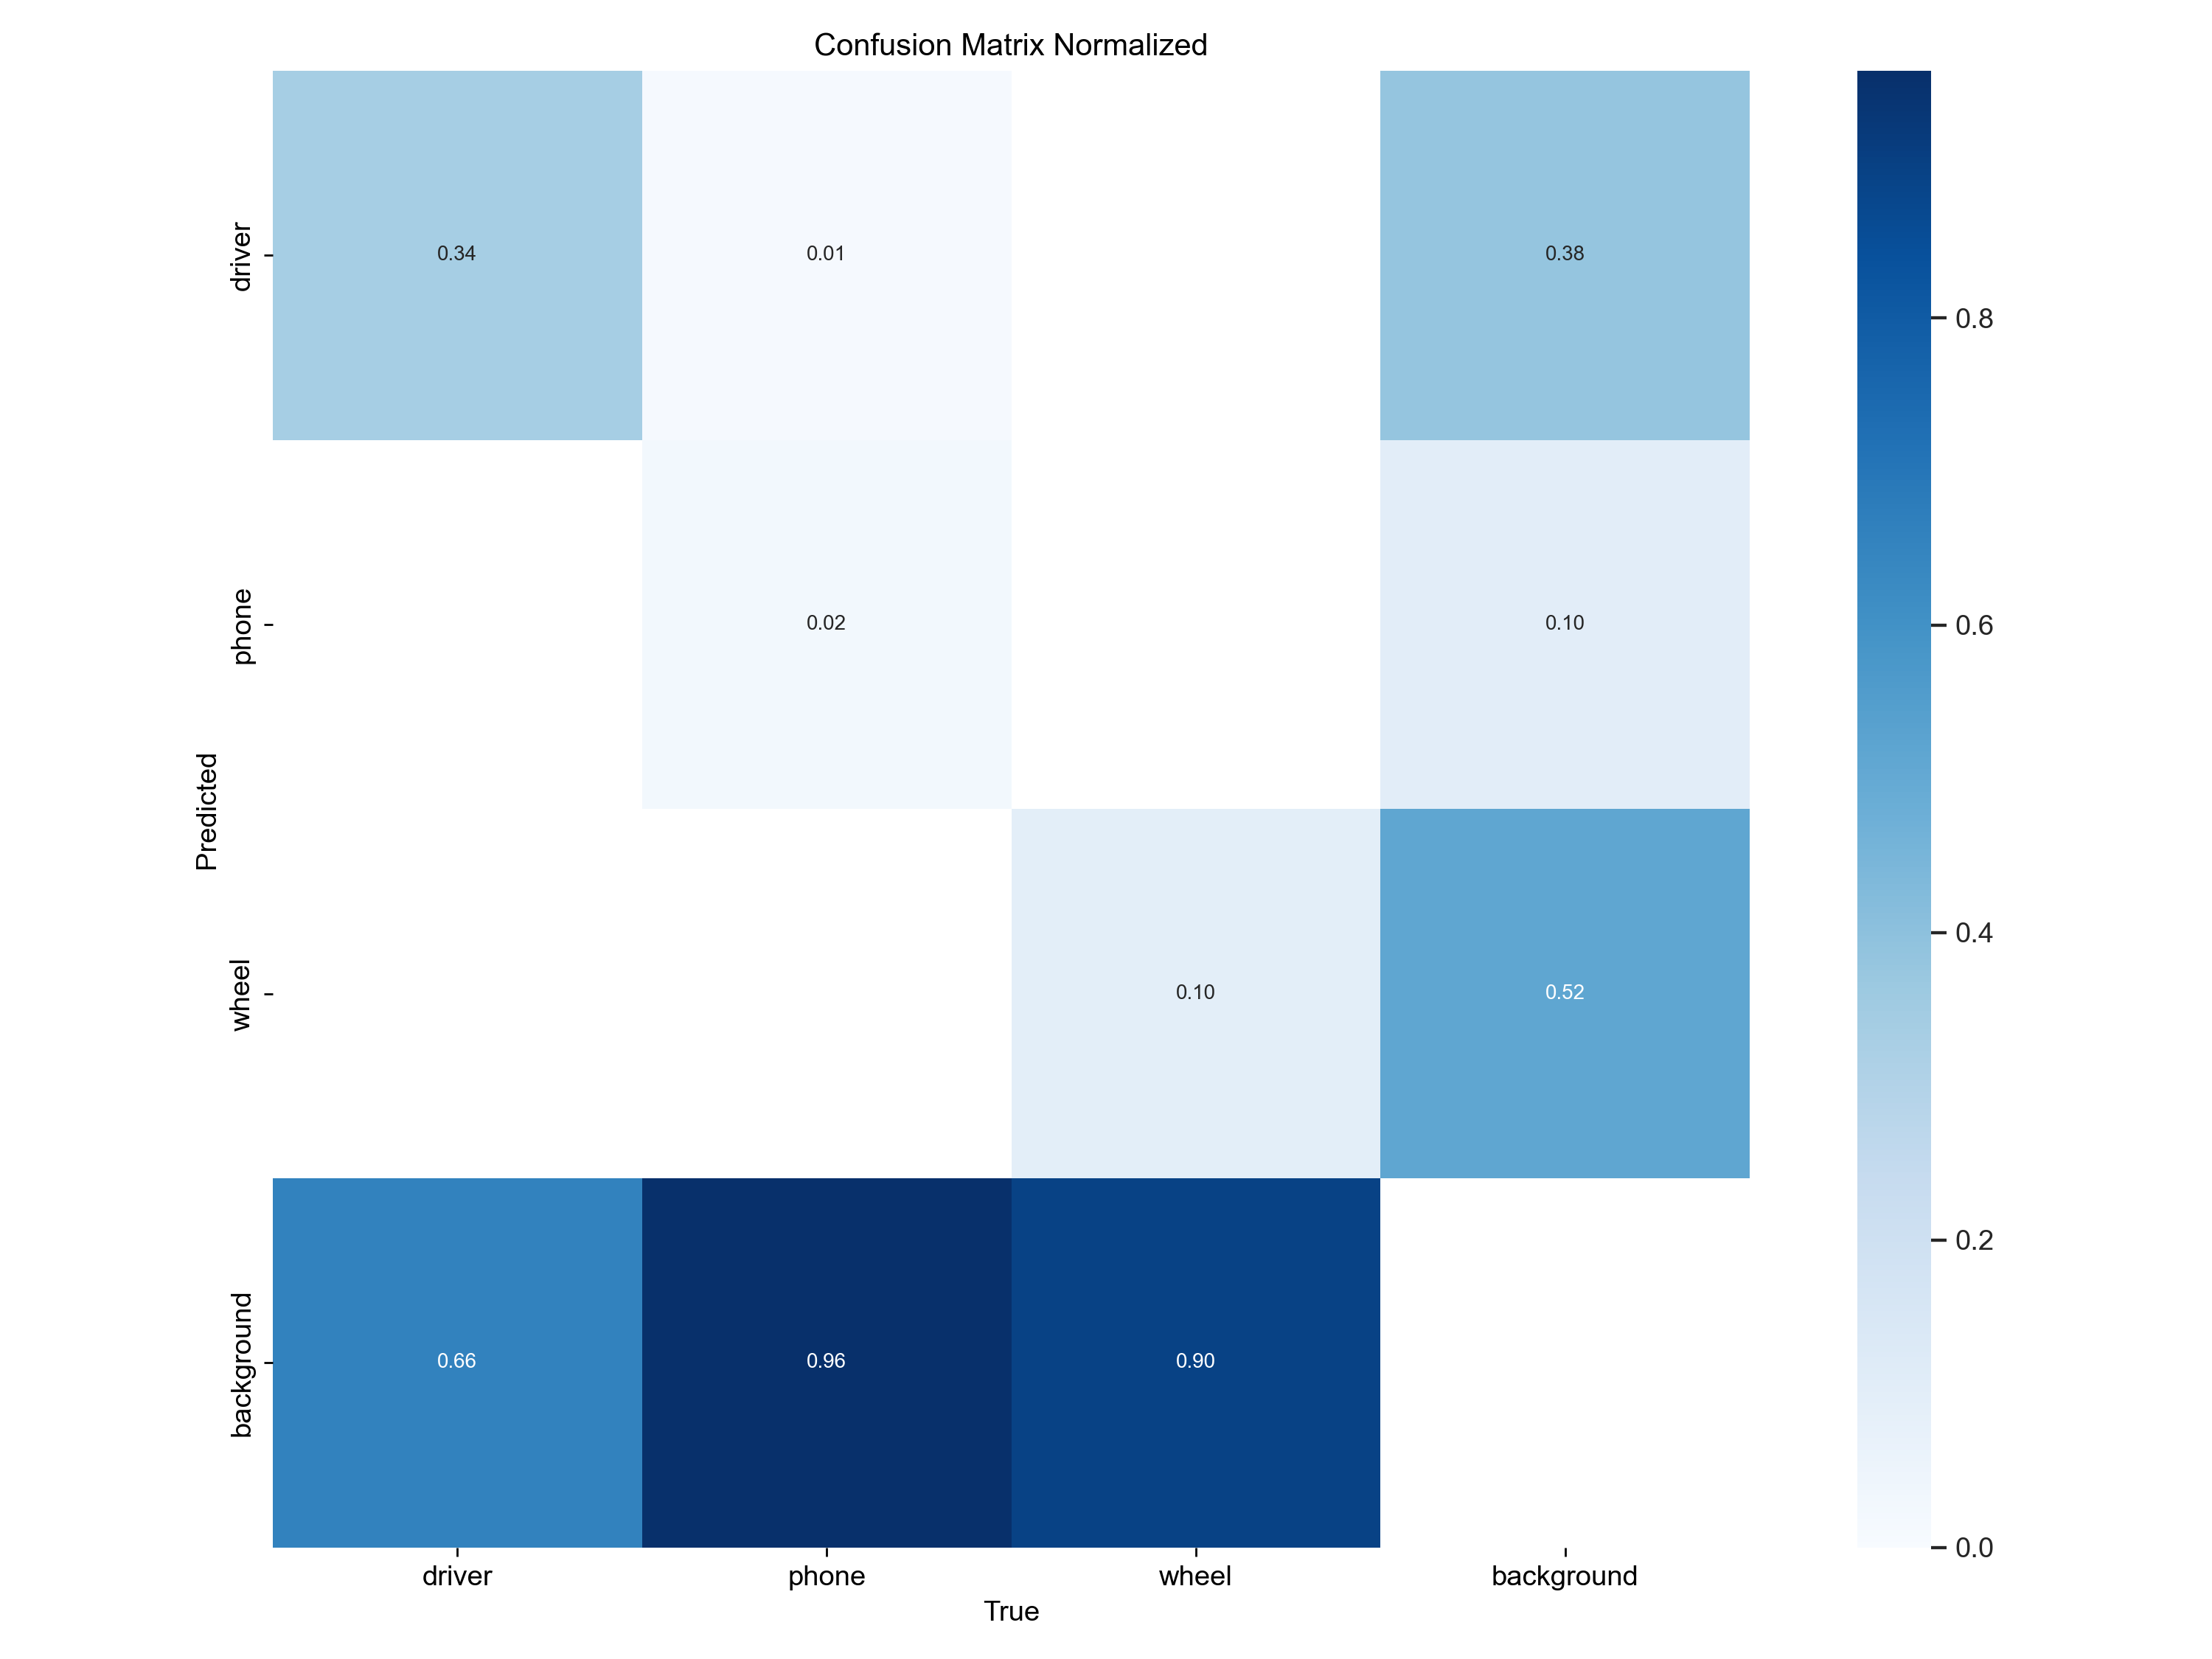 Confusion Matrix Normalized
driver
0.34
0.01
0.38
0.8
phone
0.02
0.10
0.6
Predicted
wheel
0.10
0.52
0.4
background
0.66
0.96
0.90
0.2
0.0
driver
phone
wheel
background
True